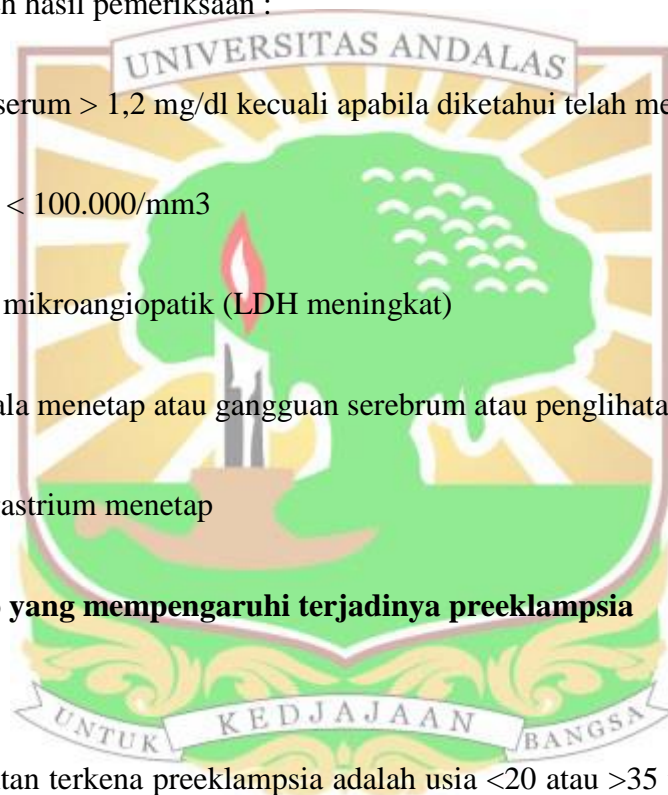 h hasil pemeriksaan :
UNIVERSITAS ANDALAS
serum > 1,2 mg/dl kecuali apabila diketahui telah me
< 100.000/mm3
mikroangiopatik (LDH meningkat)
ala menetap atau gangguan serebrum atau penglihata
astrium menetap
yang mempengaruhi terjadinya preeklampsia
UNTUK KEDJAJAAN BANGSA
tan terkena preeklampsia adalah usia <20 atau >35